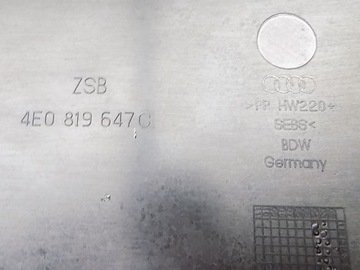 ZSB
4E0 819 647C
>PP HW220+
SEBS<
BDW
Germany